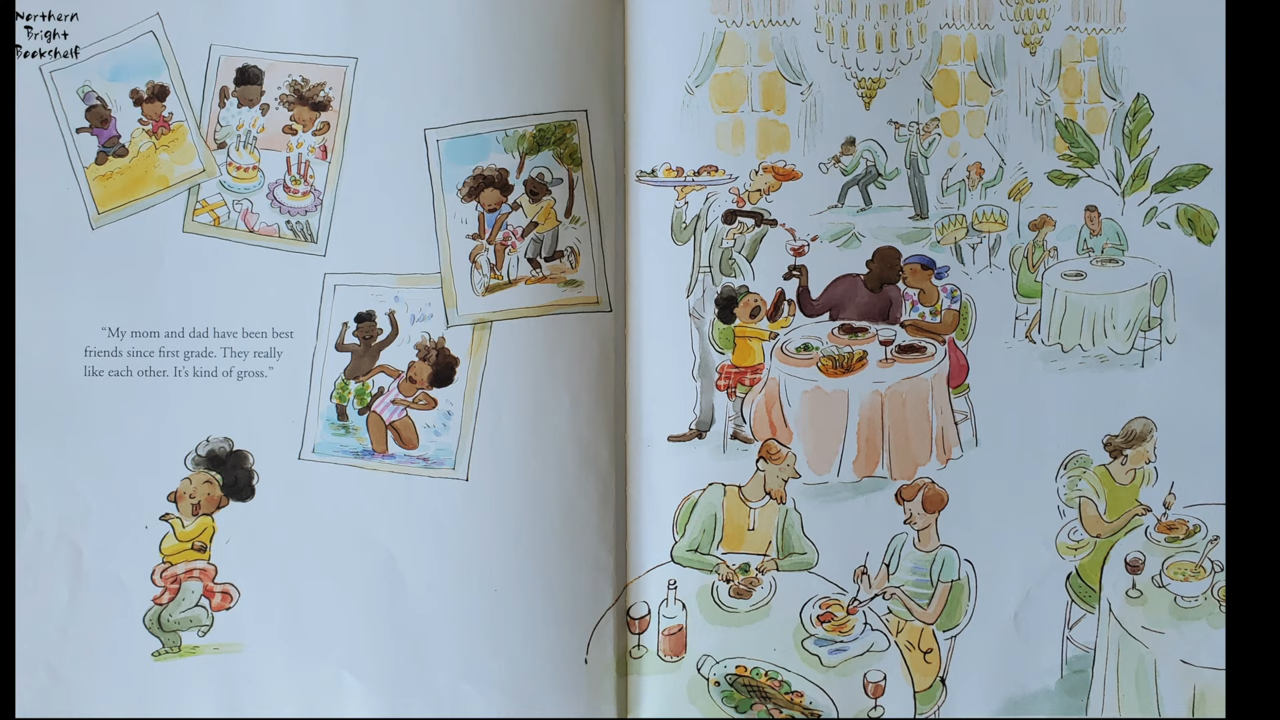 Northern
Bright
Bookshelf
“My mom and dad have been best
friends since first grade. They really
like each other. It’s kind of gross.”